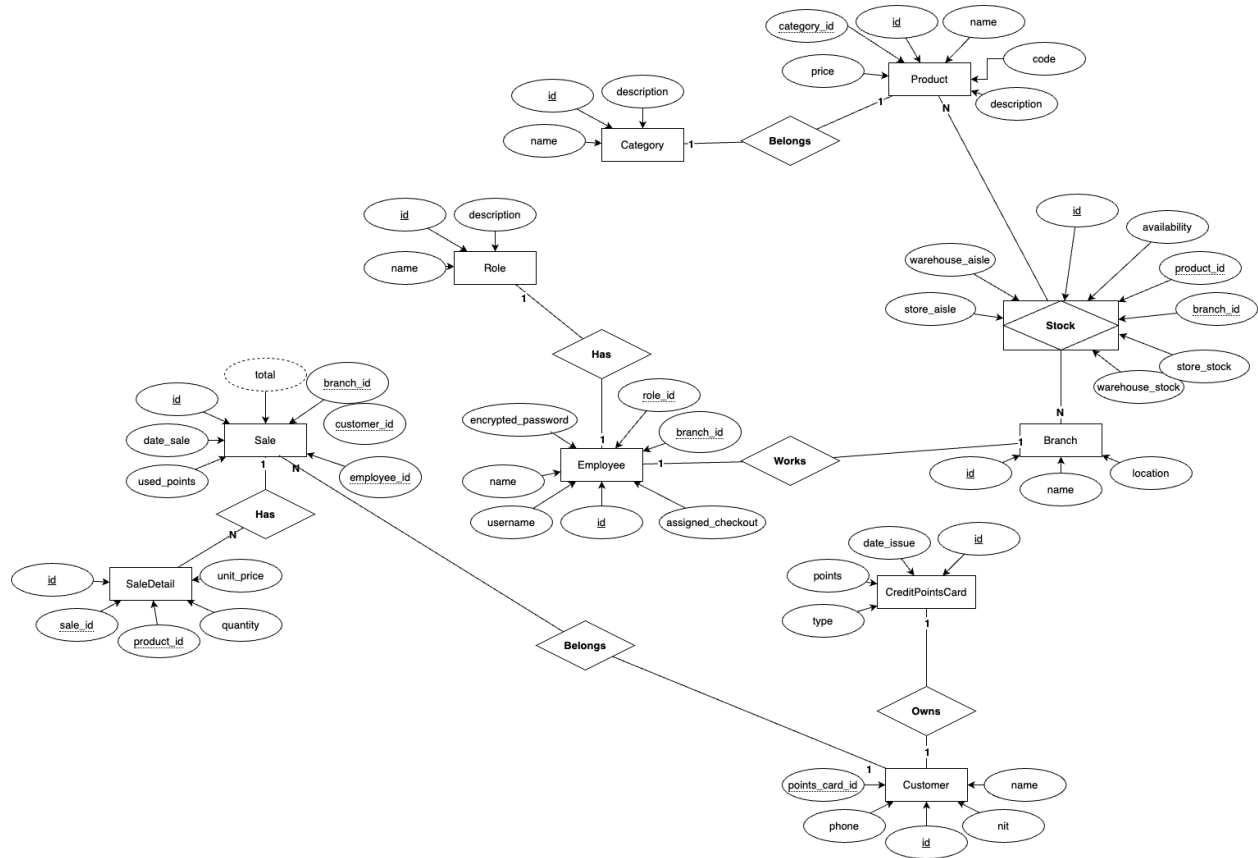 category_id
id
name
price
Product
code
description
1
N
id
description
name
Category
1
Belongs
id
description
name
Role
1
id
availability
warehouse_aisle
product_id
store_aisle
Stock
branch_id
store_stock
warehouse_stock
N
Has
1
total
id
branch_id
customer_id
date_sale
Sale
used_points
employee_id
1
N
Has
N
encrypted_password
role_id
branch_id
name
Employee
1
username
id
assigned_checkout
Works
1
Branch
id
name
location
id
SaleDetail
unit_price
sale_id
product_id
quantity
date_issue
id
points
CreditPointsCard
type
1
Belongs
Owns
1
1
points_card_id
Customer
name
phone
id
nit